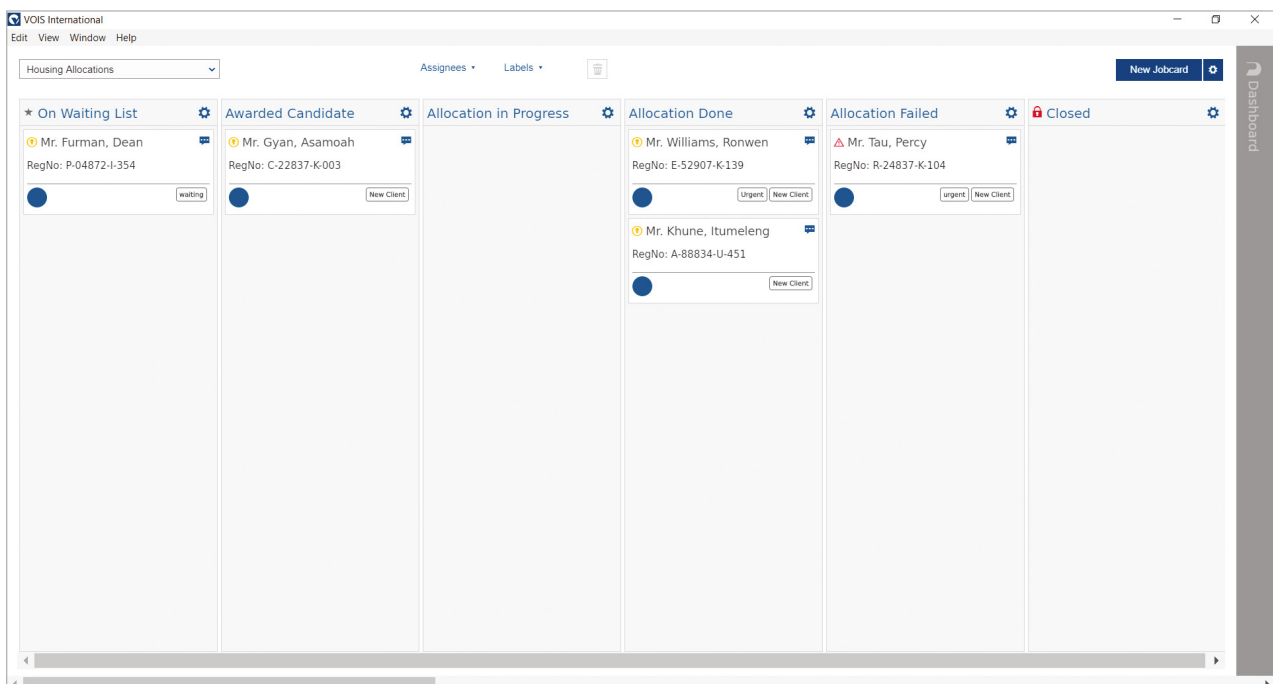 VOIS International
Edit View Window Help
Housing Allocations
Assignees
Labels
New Jobcard
Dashboard
On Waiting List
Mr. Furman, Dean
RegNo: P-04872-I-354
waiting
Awarded Candidate
Mr. Gyan, Asamoah
RegNo: C-22837-K-003
New Client
Allocation in Progress
Allocation Done
Mr. Williams, Ronwen
RegNo: E-52907-K-139
Urgent New Client
Mr. Khune, Itumeleng
RegNo: A-88834-U-451
New Client
Allocation Failed
Mr. Tau, Percy
RegNo: R-24837-K-104
urgent New Client
Closed